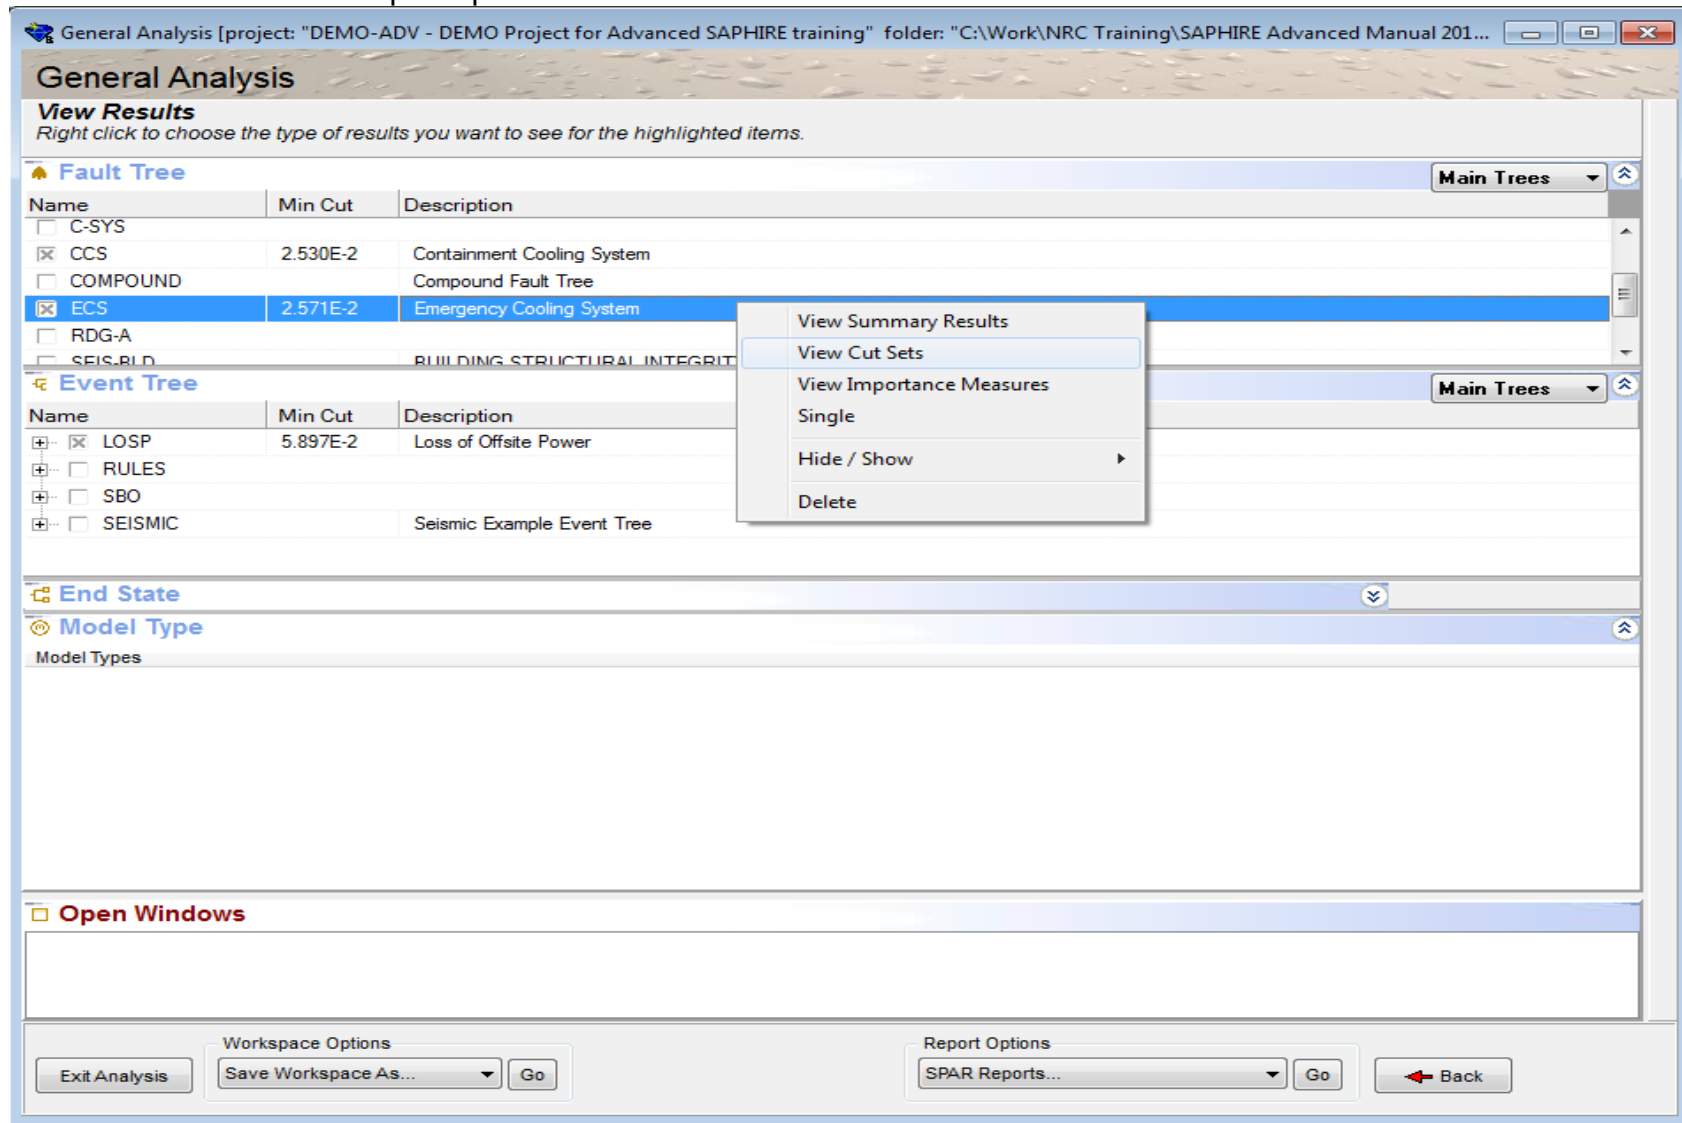 General Analysis [project: "DEMO-ADV - DEMO Project for Advanced SAPHIRE training" folder: "C:\Work\NRC Training\SAPHIRE Advanced Manual 201...
General Analysis
View Results
Right click to choose the type of results you want to see for the highlighted items.
Fault Tree
Main Trees
Name Min Cut Description
C-SYS
CCS 2.530E-2 Containment Cooling System
COMPOUND Compound Fault Tree
ECS 2.571E-2 Emergency Cooling System
View Summary Results
RDG-A
SEIS-BLD BUILDING STRUCTURAL INTEGRIT
View Cut Sets
Event Tree
View Importance Measures
Main Trees
Name Min Cut Description
Single
LOSP 5.897E-2 Loss of Offsite Power
Hide / Show
RULES
SBO
Delete
SEISMIC Seismic Example Event Tree
End State
Model Type
Model Types
Open Windows
Workspace Options
Report Options
Exit Analysis
Save Workspace As...
Go
SPAR Reports...
Go
Back